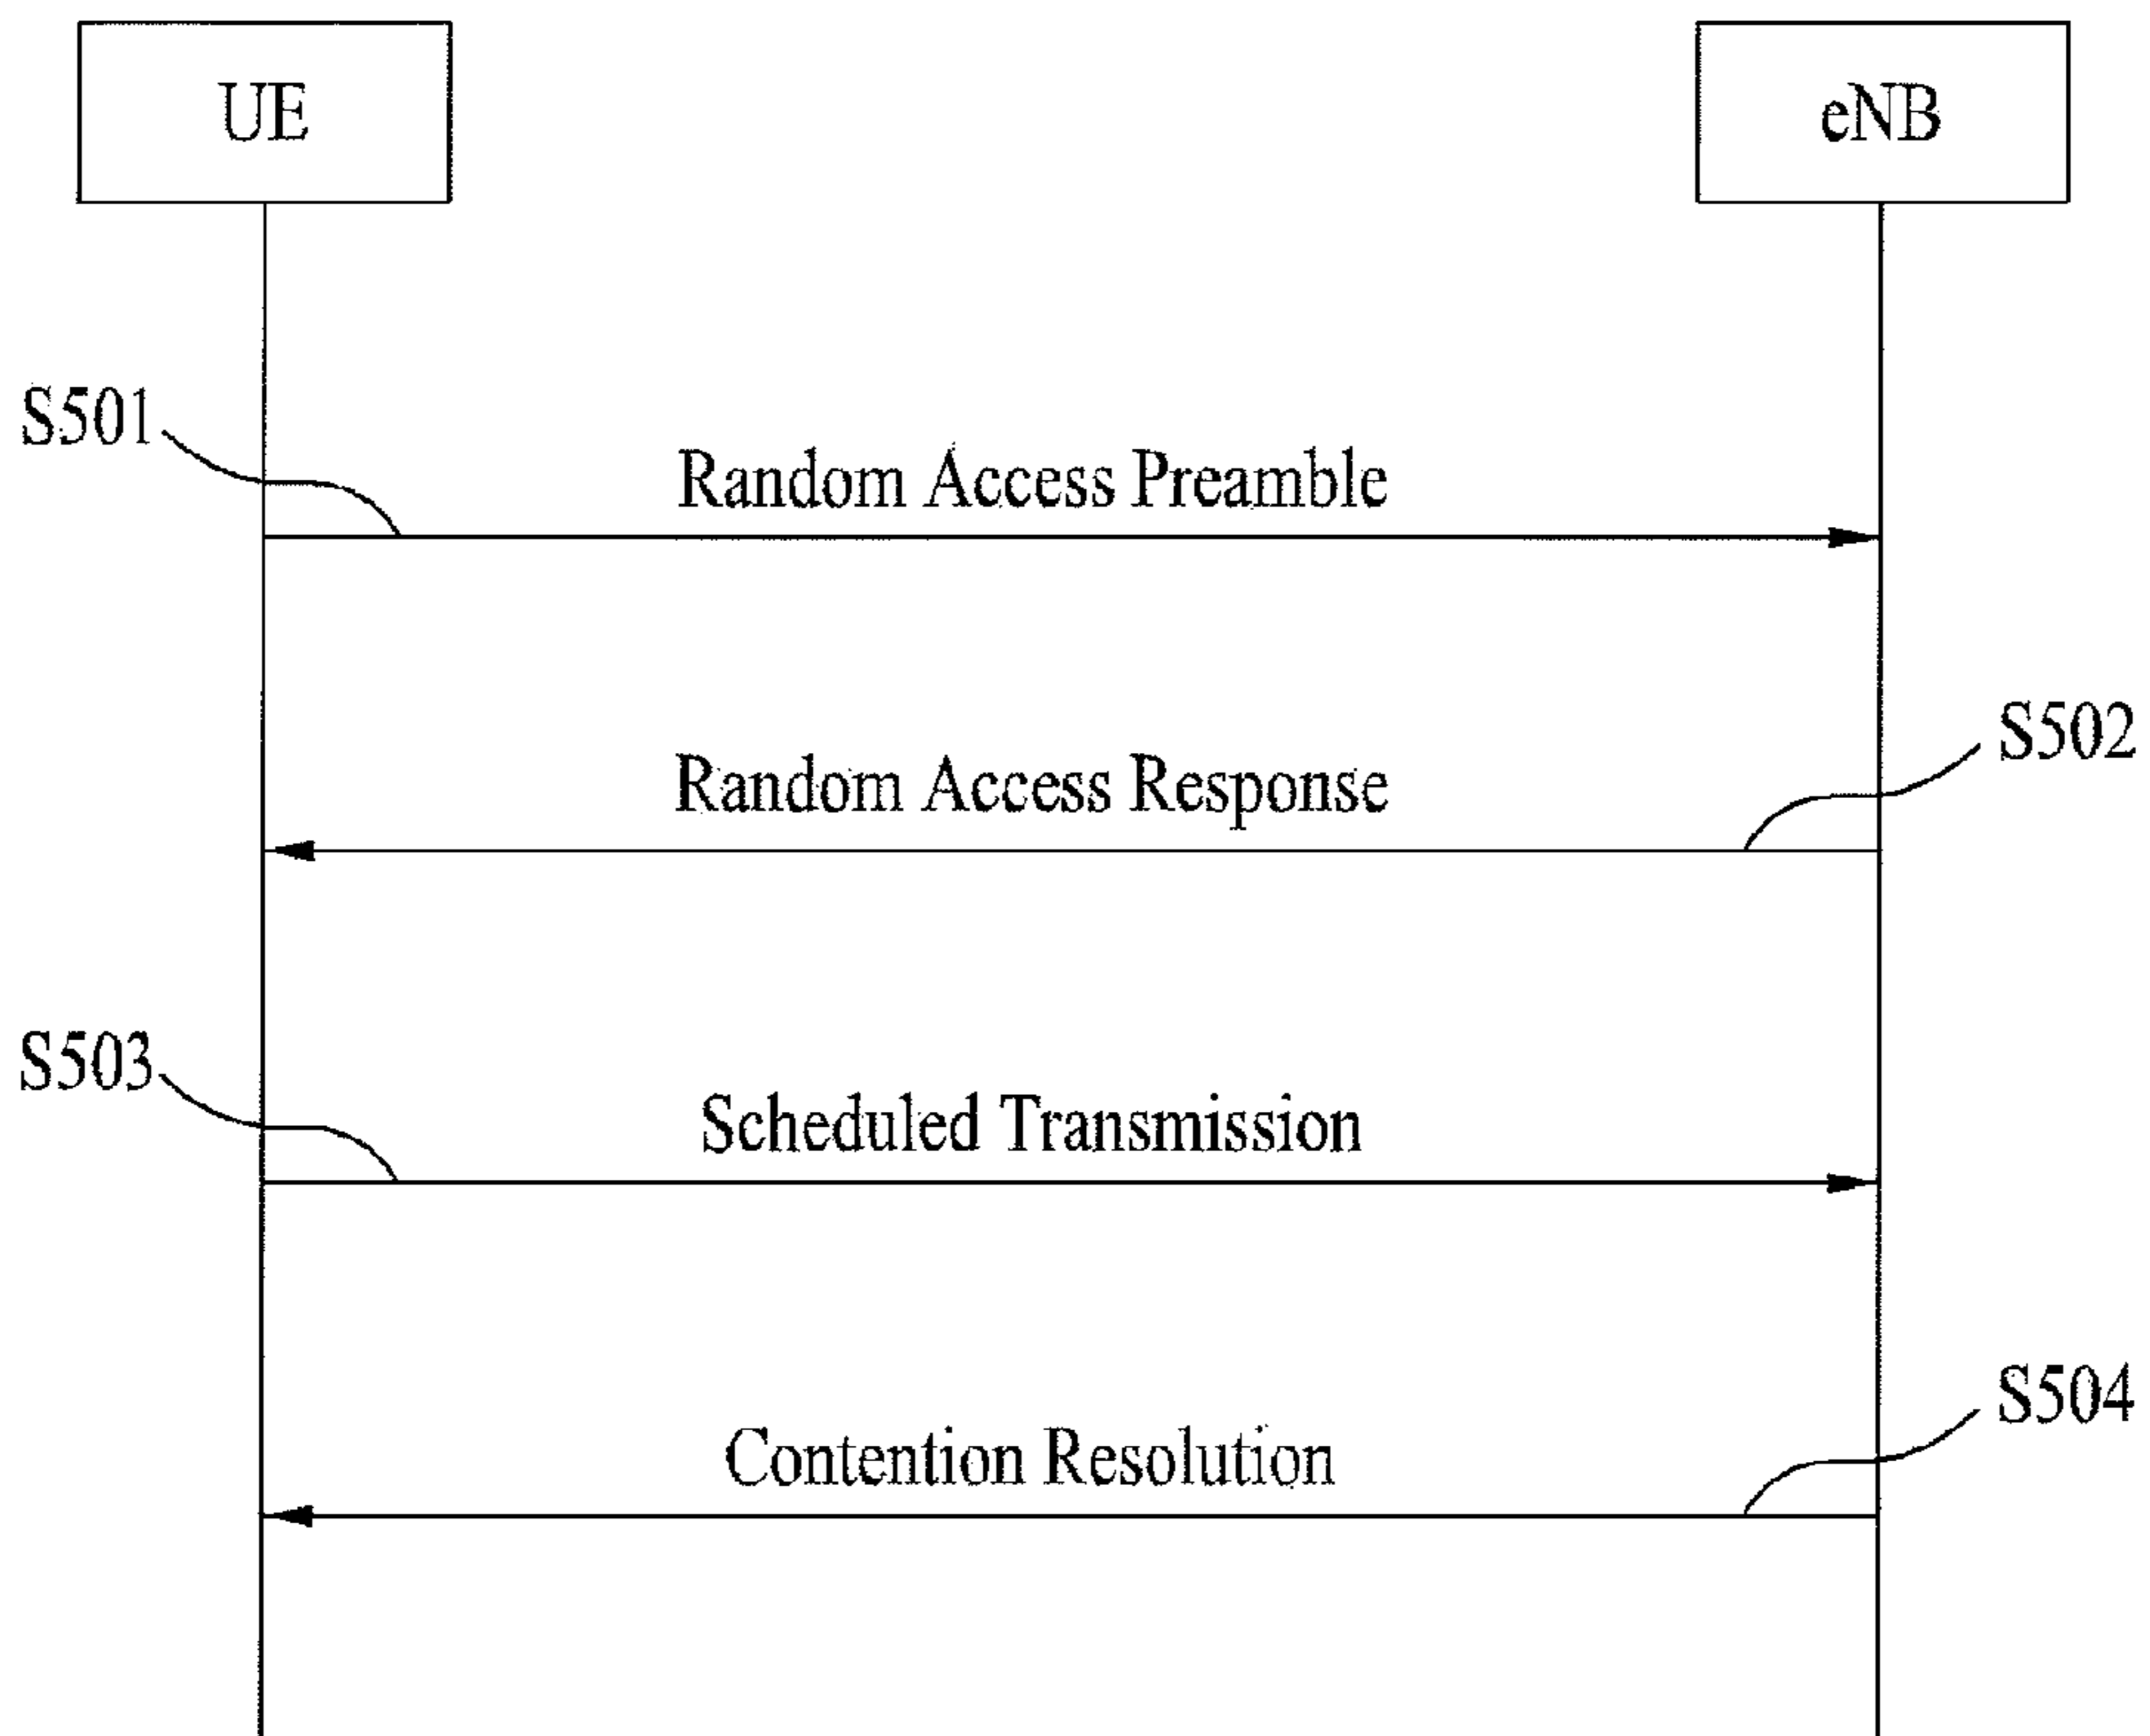 UE
eNB
S501
Random Access Preamble
S502
Random Access Response
S503
Scheduled Transmission
S504
Contention Resolution